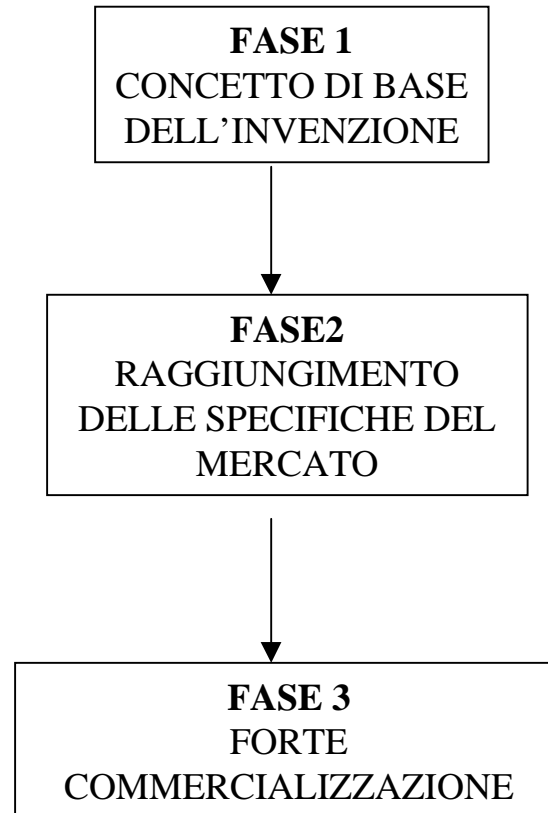 FASE 1
CONCETTO DI BASE
DELL’INVENZIONE
FASE2
RAGGIUNGIMENTO
DELLE SPECIFICHE DEL
MERCATO
FASE 3
FORTE
COMMERCIALIZZAZIONE